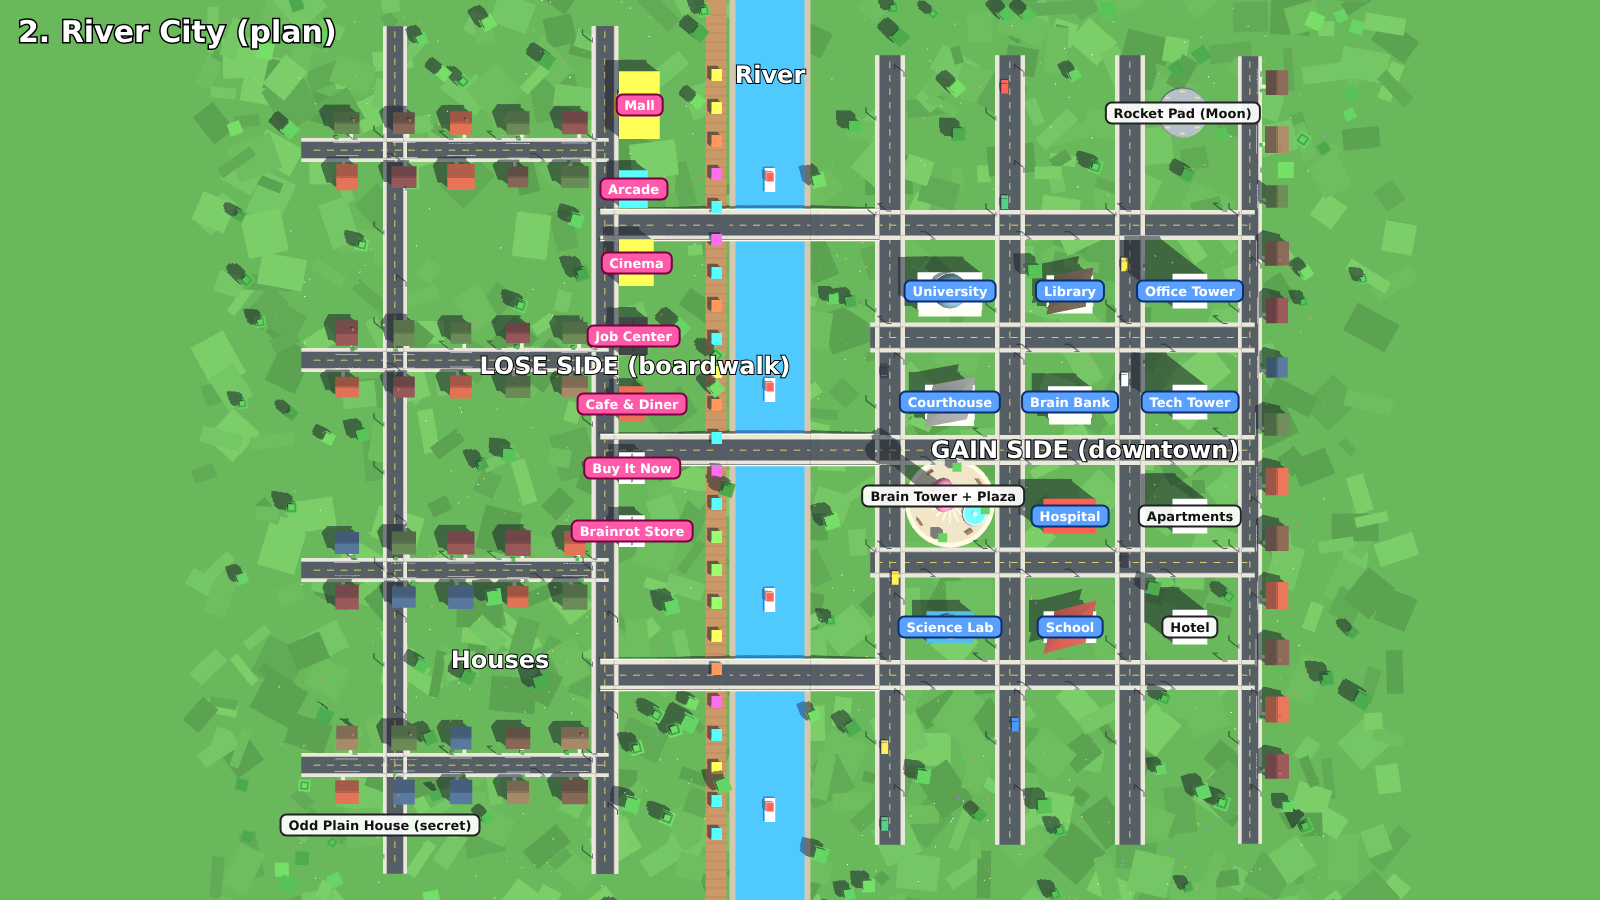 2. River City (plan)
River
Mall
Rocket Pad (Moon)
Arcade
Cinema
University
Library
Office Tower
Job Center
LOSE SIDE (boardwalk)
Cafe & Diner
Courthouse
Brain Bank
Tech Tower
GAIN SIDE (downtown)
Buy It Now
Brain Tower + Plaza
Hospital
Apartments
Brainrot Store
Science Lab
School
Hotel
Houses
Odd Plain House (secret)